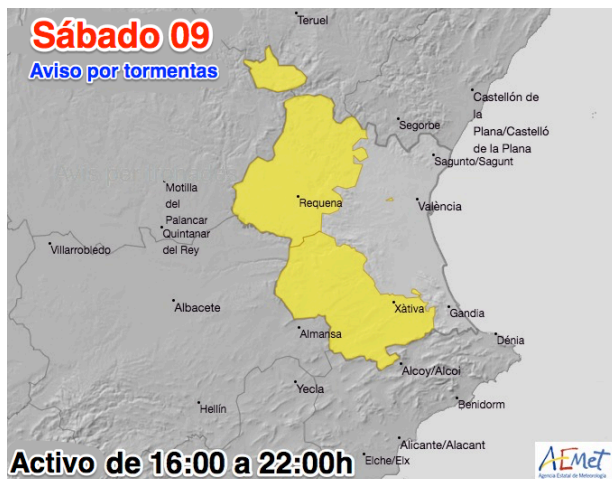 Sábado 09
Aviso por tormentas
Teruel
Castellón de
la
Plana/Castelló
de la Plana
Segorbe
Sagunto/Sagunt
Motilla
del
Palancar
Requena
València
Quintanar
del Rey
Villarrobledo
Albacete
Xàtiva
Gandia
Almansa
Dénia
Alcoy/Alcoi
Yecla
Benidorm
Hellín
Alicante/Alacant
Elche/Elx
Activo de 16:00 a 22:00h
AEMet
Agencia Estatal de Meteorología